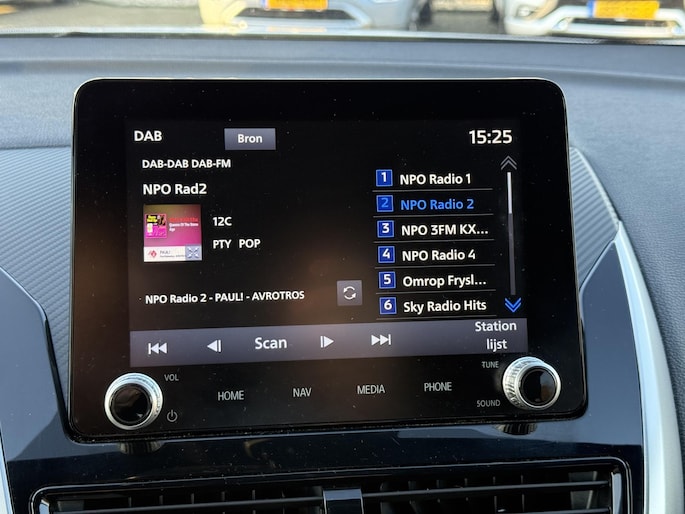 DAB
Bron
15:25
DAB-DAB DAB-FM
NPO Rad2
12C
PTY POP
NPO Radio 2 - PAUL! - AVROTROS
1 NPO Radio 1
2 NPO Radio 2
3 NPO 3FM KX...
4 NPO Radio 4
5 Omrop Frysl...
6 Sky Radio Hits
Scan
Station
lijst
VOL
HOME
NAV
MEDIA
PHONE
TUNE
SOUND